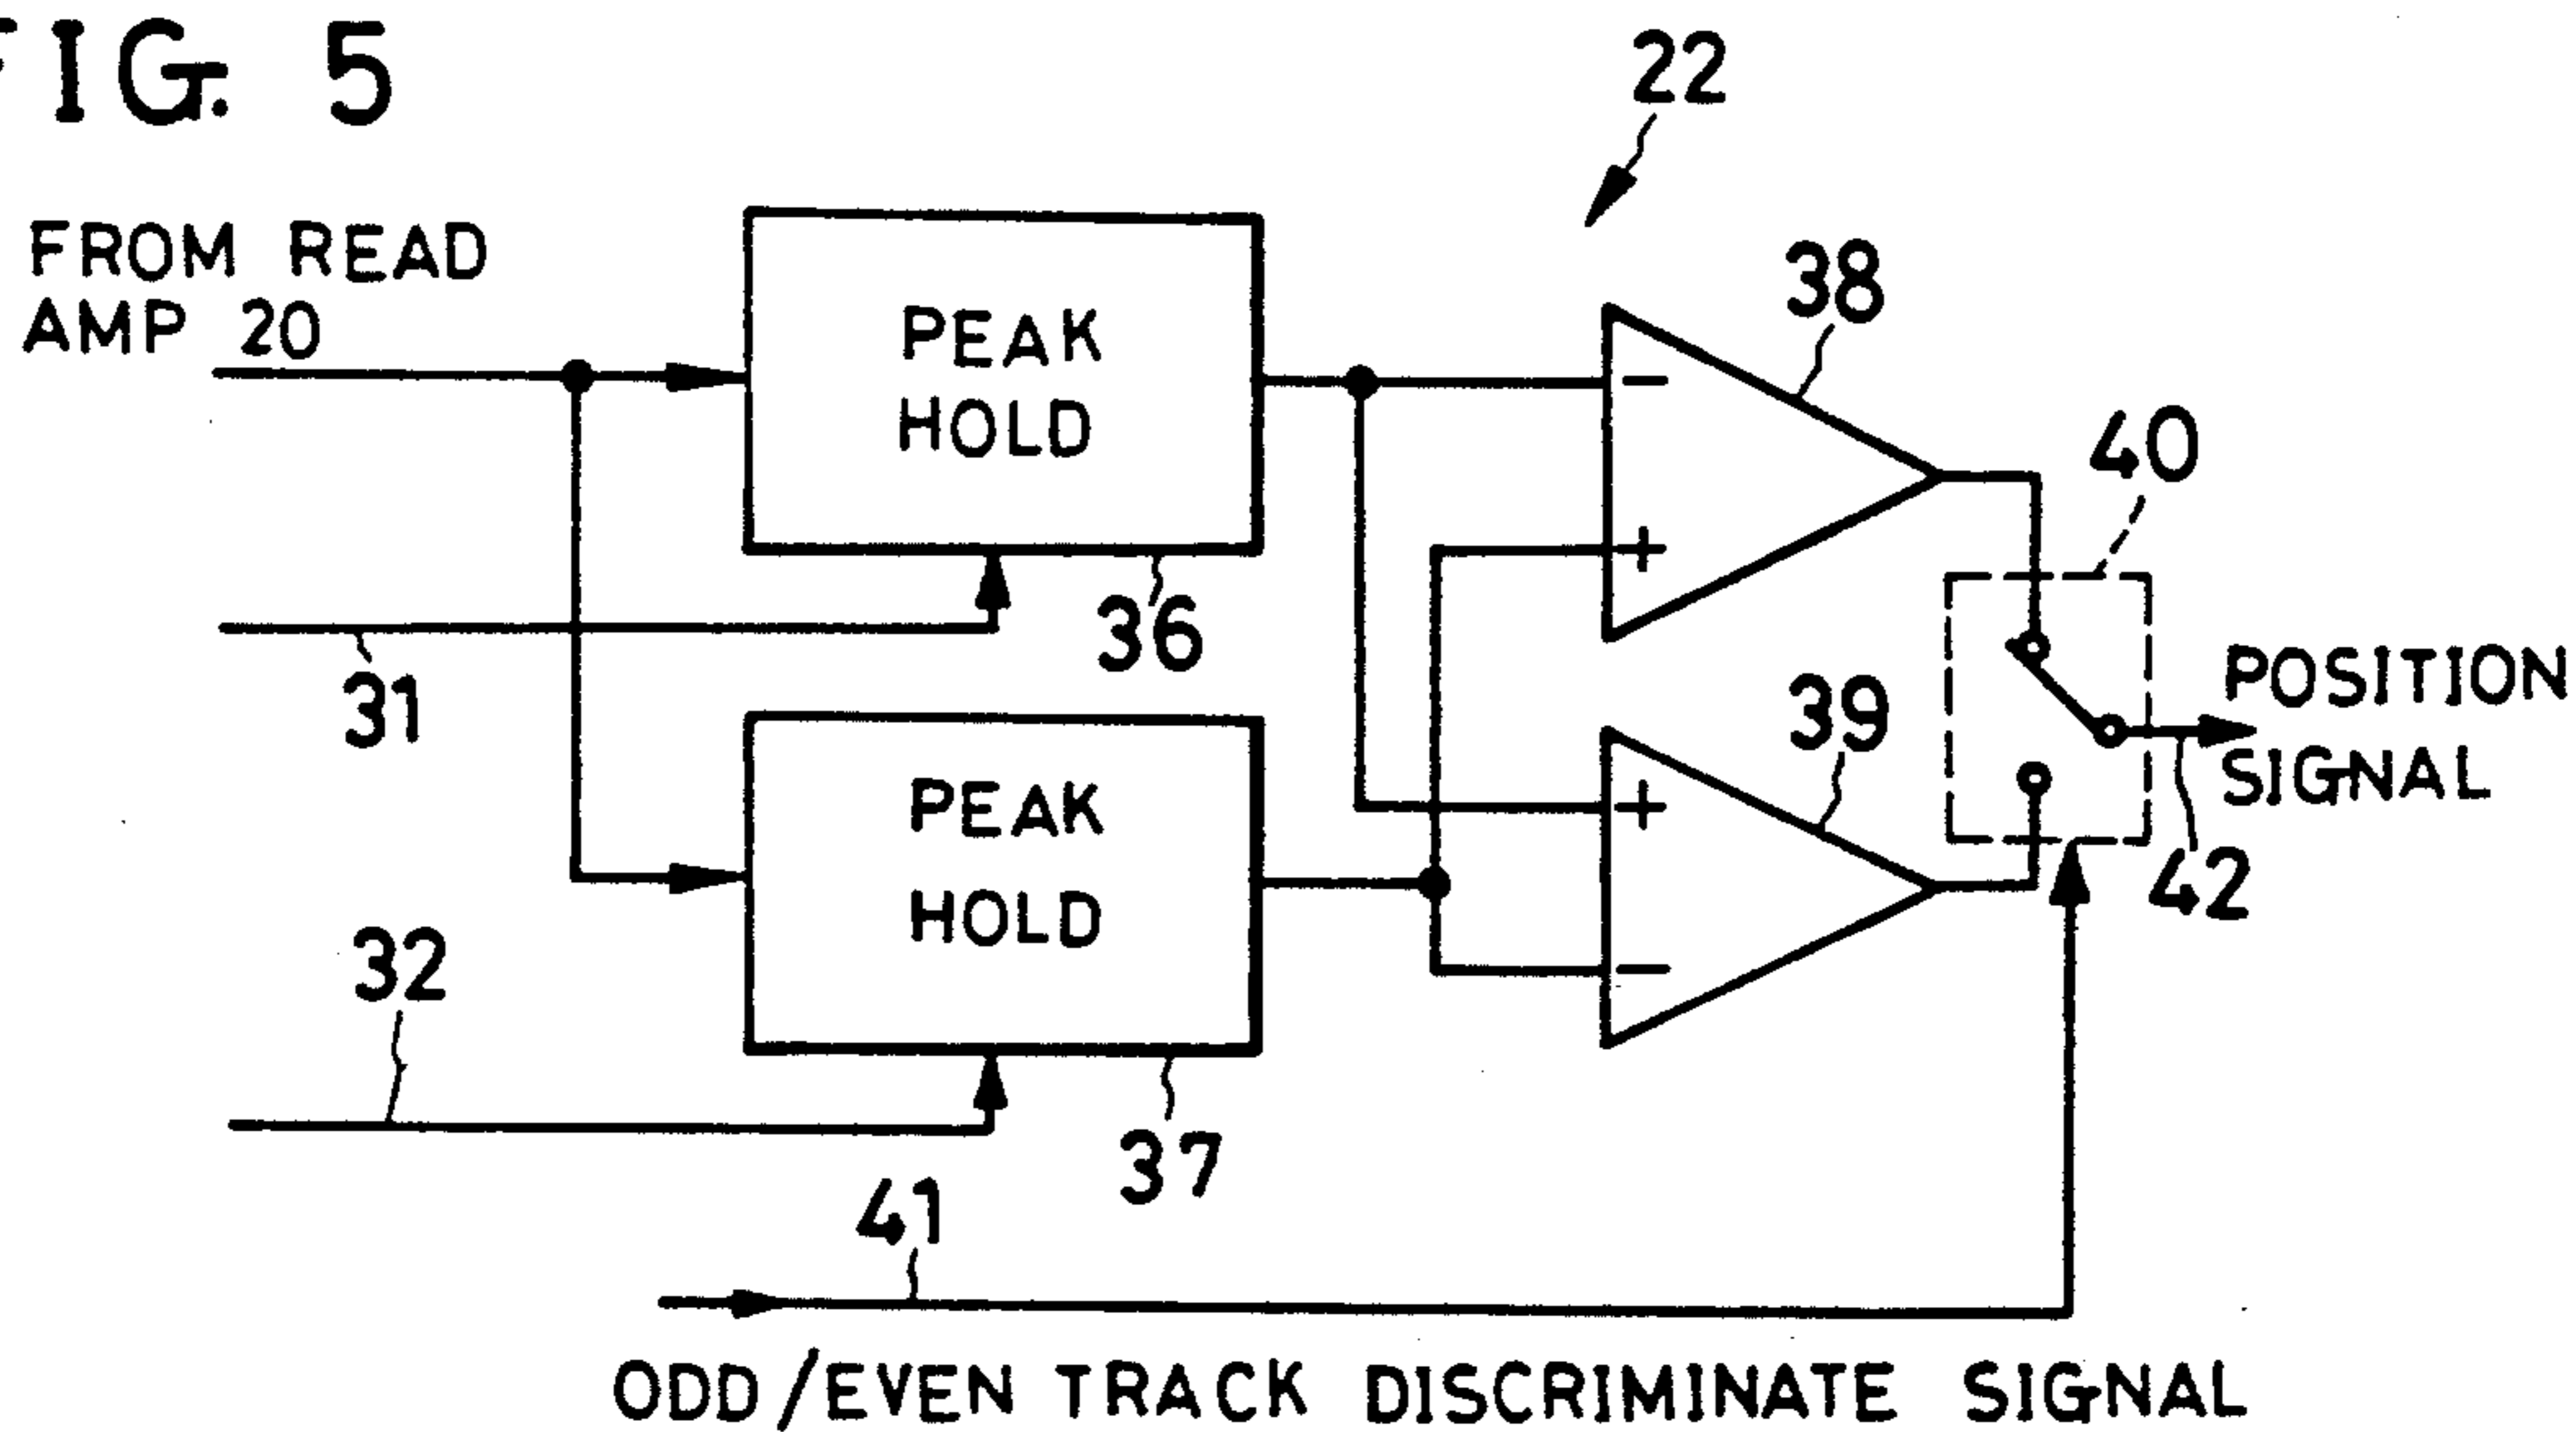 FIG. 5
22
FROM READ
AMP 20
PEAK
HOLD
38
-
+
40
31
36
POSITION
SIGNAL
PEAK
HOLD
39
+
-
42
32
37
41
ODD/EVEN TRACK DISCRIMINATE SIGNAL